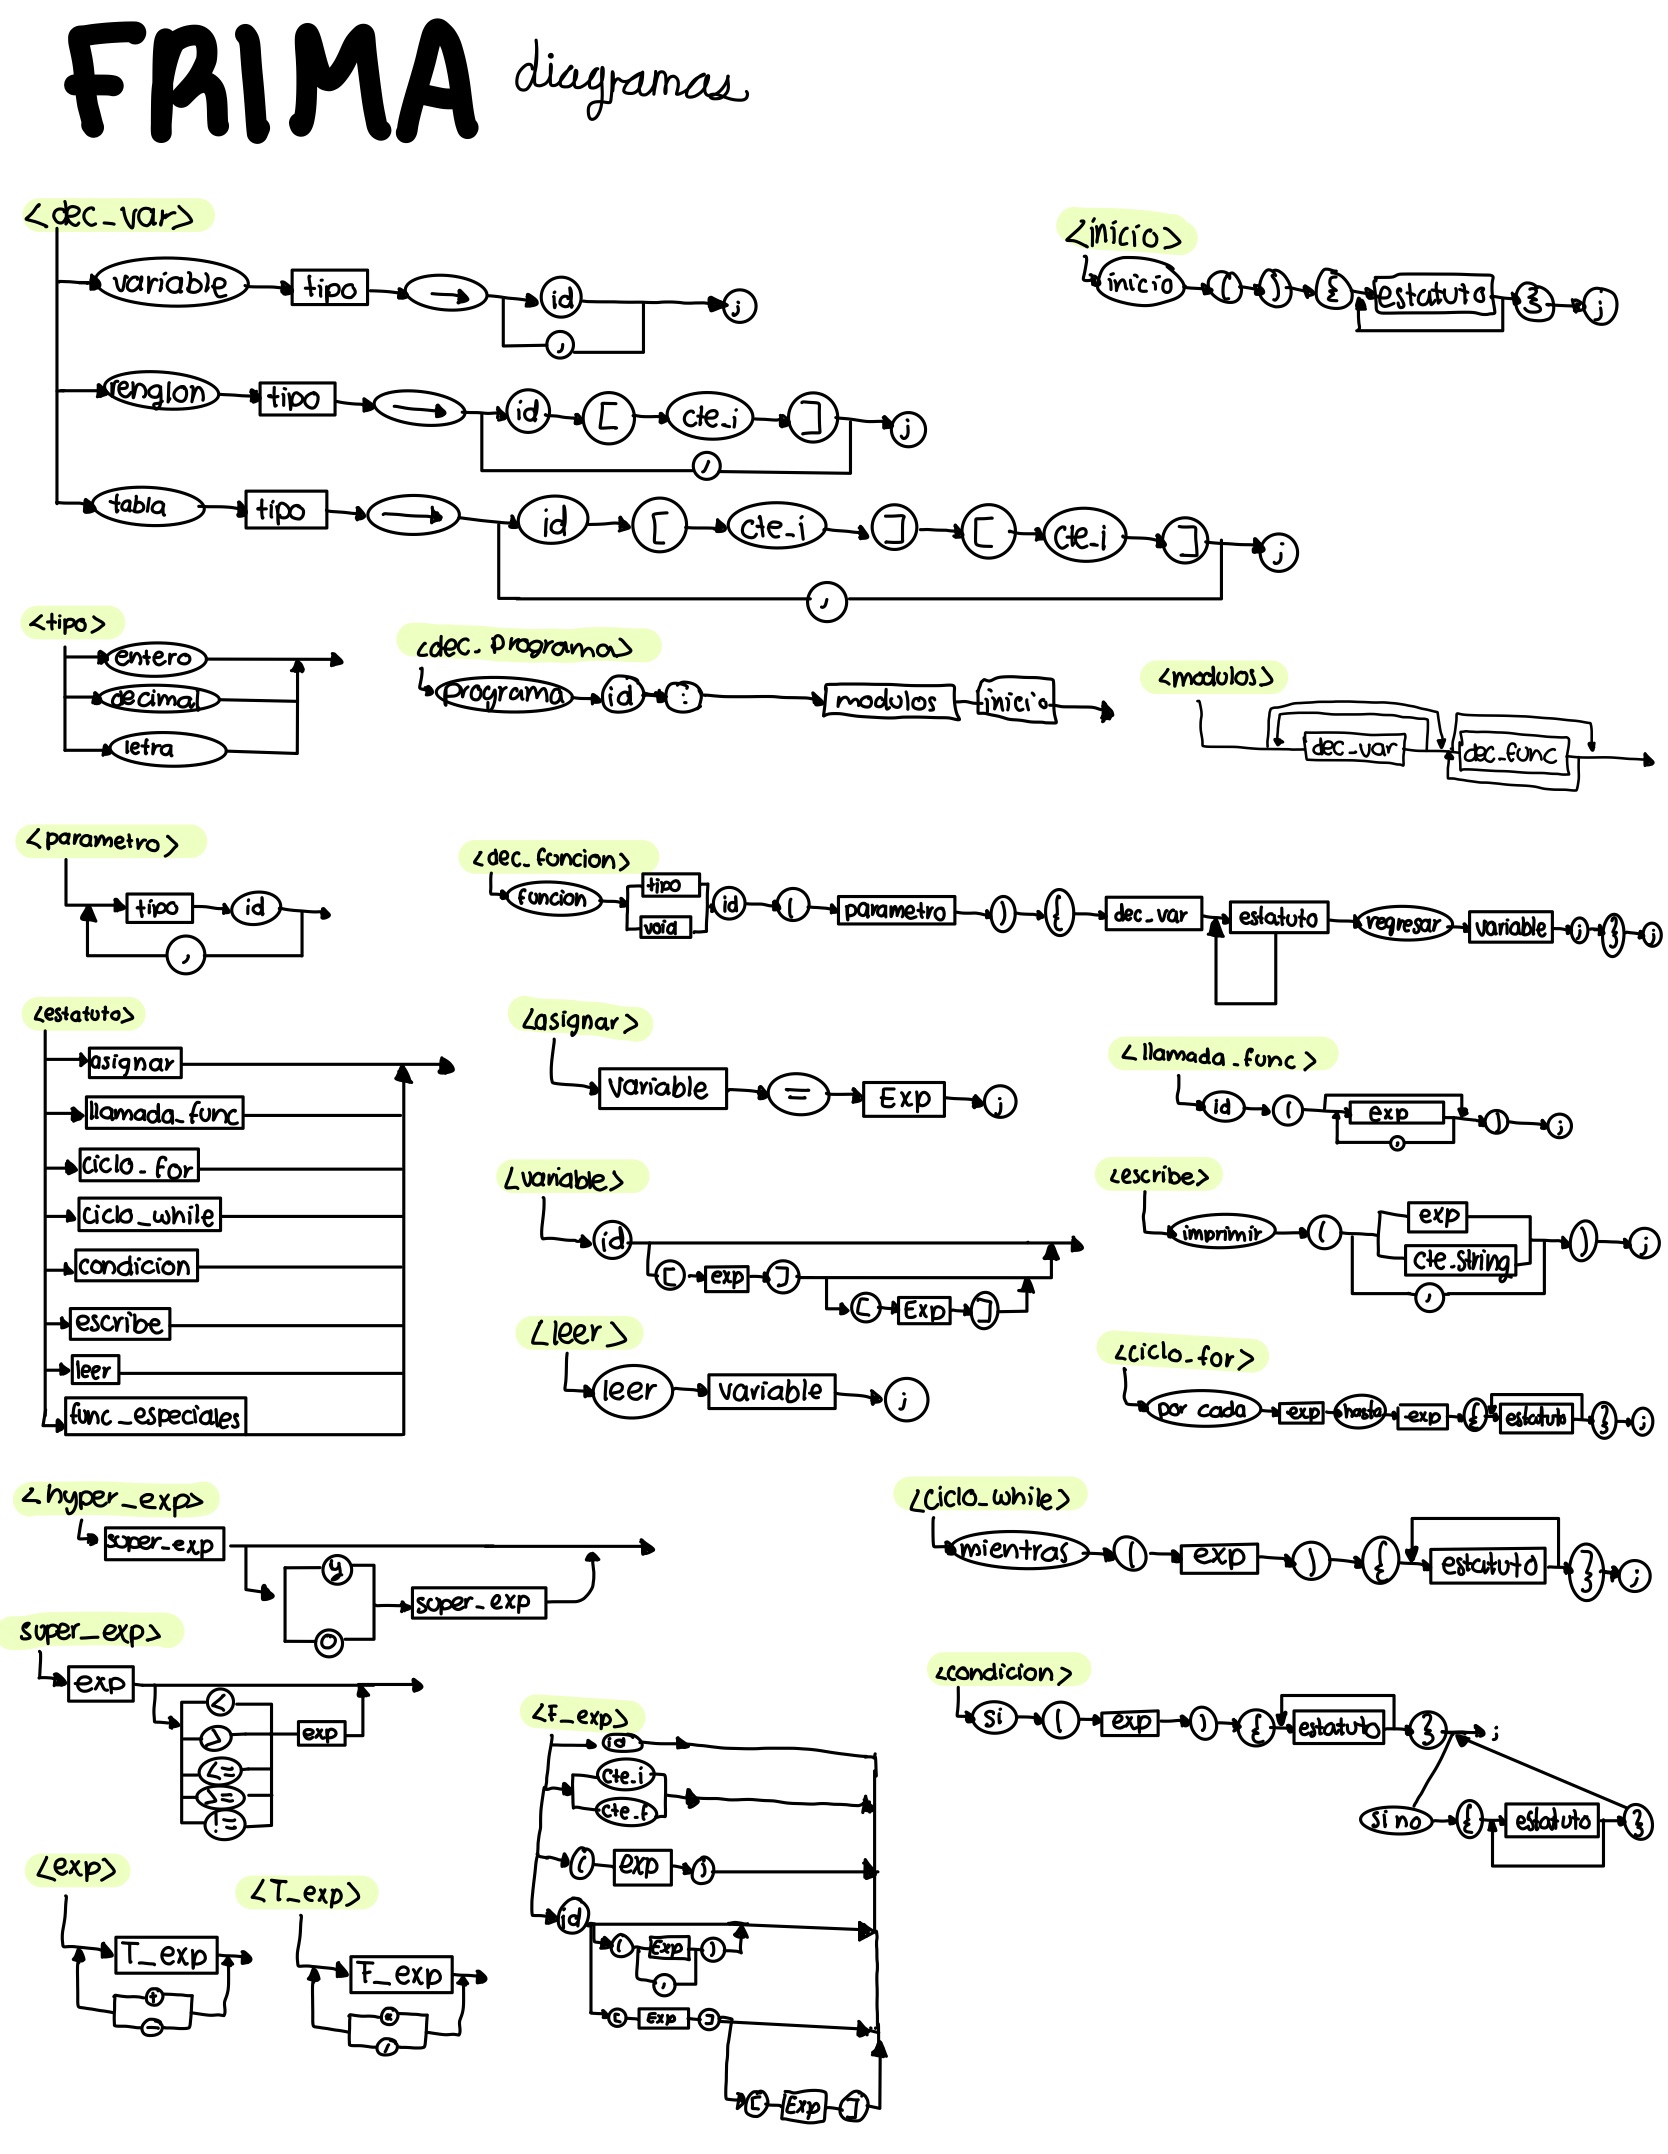 FRIMA diagramas
<dec_var>
variable tipo → id ;
,
renglon tipo → id [ cte_i ] ;
,
tabla tipo → id [ cte_i ] [ cte_i ] ;
,
<inicio>
inicio ( ) { estatuto } ;
<tipo>
entero
decimal
letra
<dec_programa>
programa id : modulos inicio
<modulos>
dec_var dec_func
<parametro>
tipo id
,
<dec_funcion>
funcion tipo void id ( parametro ) { dec_var estatuto regresar variable ; } ;
<estatuto>
asignar
llamada_func
ciclo_for
ciclo_while
condicion
escribe
leer
func_especiales
<asignar>
variable = Exp ;
<llamada_func>
id ( exp ) ;
,
<variable>
id
[ exp ]
[ Exp ]
<escribe>
imprimir ( exp ) ;
cte.string
,
<leer>
leer variable ;
<ciclo_for>
por cada exp hasta exp { estatuto } ;
<hyper_exp>
super_exp
y
super_exp
o
<ciclo_while>
mientras ( exp ) { estatuto } ;
super_exp>
exp
<
> exp
<=
>=
!=
<condicion>
si ( exp ) { estatuto } ;
sino { estatuto }
<F_exp>
id
cte.i
cte.f
( exp )
id
( Exp )
,
[ Exp ]
[ Exp ]
<exp>
T_exp
+
-
<T_exp>
F_exp
*
/